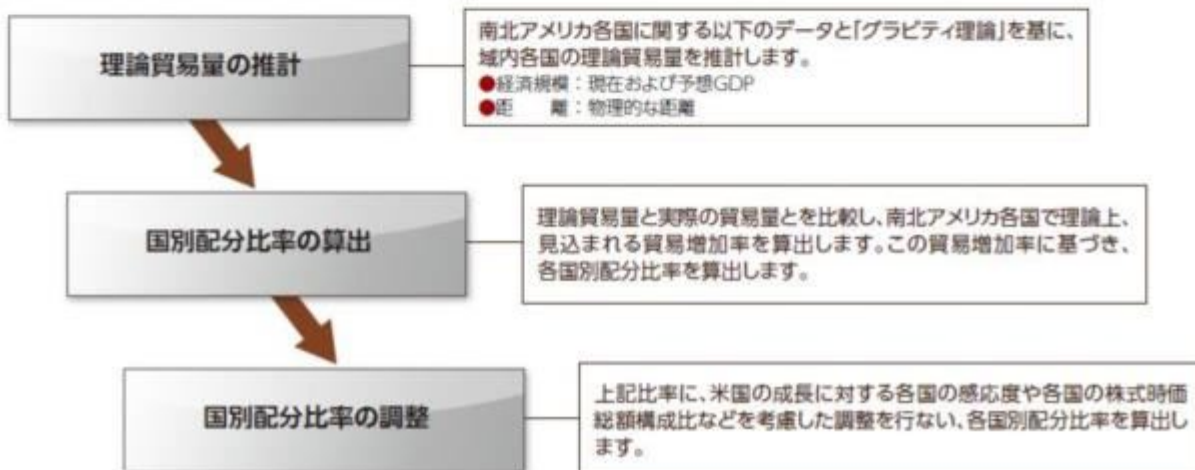 理論貿易量の推計
南北アメリカ各国に関する以下のデータと「グラビティ理論」を基に、
域内各国の理論貿易量を推計します。
●経済規模：現在および予想GDP
●距　　離：物理的な距離
国別配分比率の算出
理論貿易量と実際の貿易量とを比較し、南北アメリカ各国で理論上、
見込まれる貿易増加率を算出します。この貿易増加率に基づき、
各国別配分比率を算出します。
国別配分比率の調整
上記比率に、米国の成長に対する各国の感応度や各国の株式時価
総額構成比などを考慮した調整を行ない、各国別配分比率を算出し
ます。